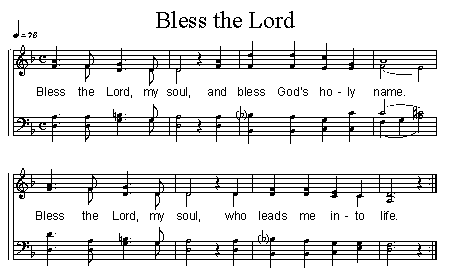 Bless the Lord
♩=76
Bless the Lord, my soul, and bless God's ho - ly name.
Bless the Lord, my soul, who leads me in - to life.